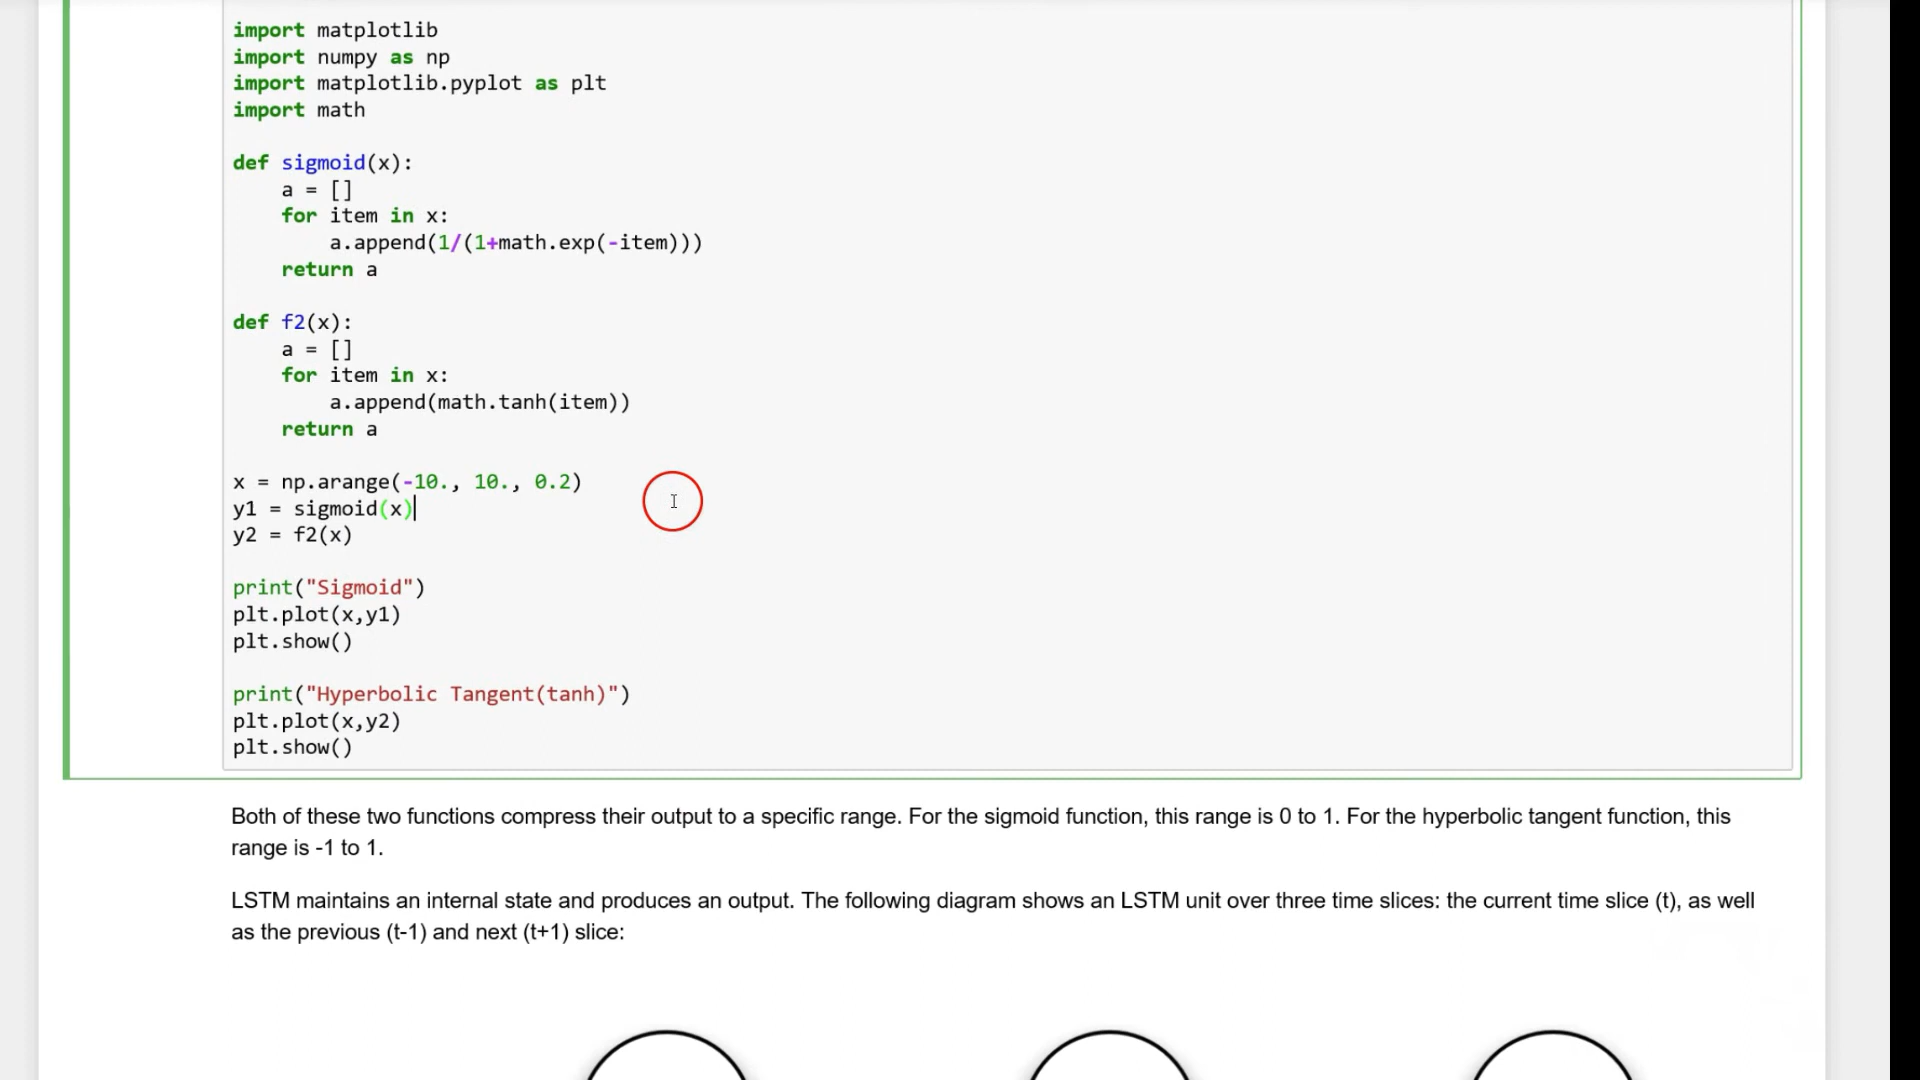 import matplotlib
import numpy as np
import matplotlib.pyplot as plt
import math
def sigmoid(x):
    a = []
    for item in x:
        a.append(1/(1+math.exp(-item)))
    return a
def f2(x):
    a = []
    for item in x:
        a.append(math.tanh(item))
    return a
x = np.arange(-10., 10., 0.2)
y1 = sigmoid(x)
y2 = f2(x)
print("Sigmoid")
plt.plot(x,y1)
plt.show()
print("Hyperbolic Tangent(tanh)")
plt.plot(x,y2)
plt.show()
Both of these two functions compress their output to a specific range. For the sigmoid function, this range is 0 to 1. For the hyperbolic tangent function, this
range is -1 to 1.
LSTM maintains an internal state and produces an output. The following diagram shows an LSTM unit over three time slices: the current time slice (t), as well
as the previous (t-1) and next (t+1) slice: